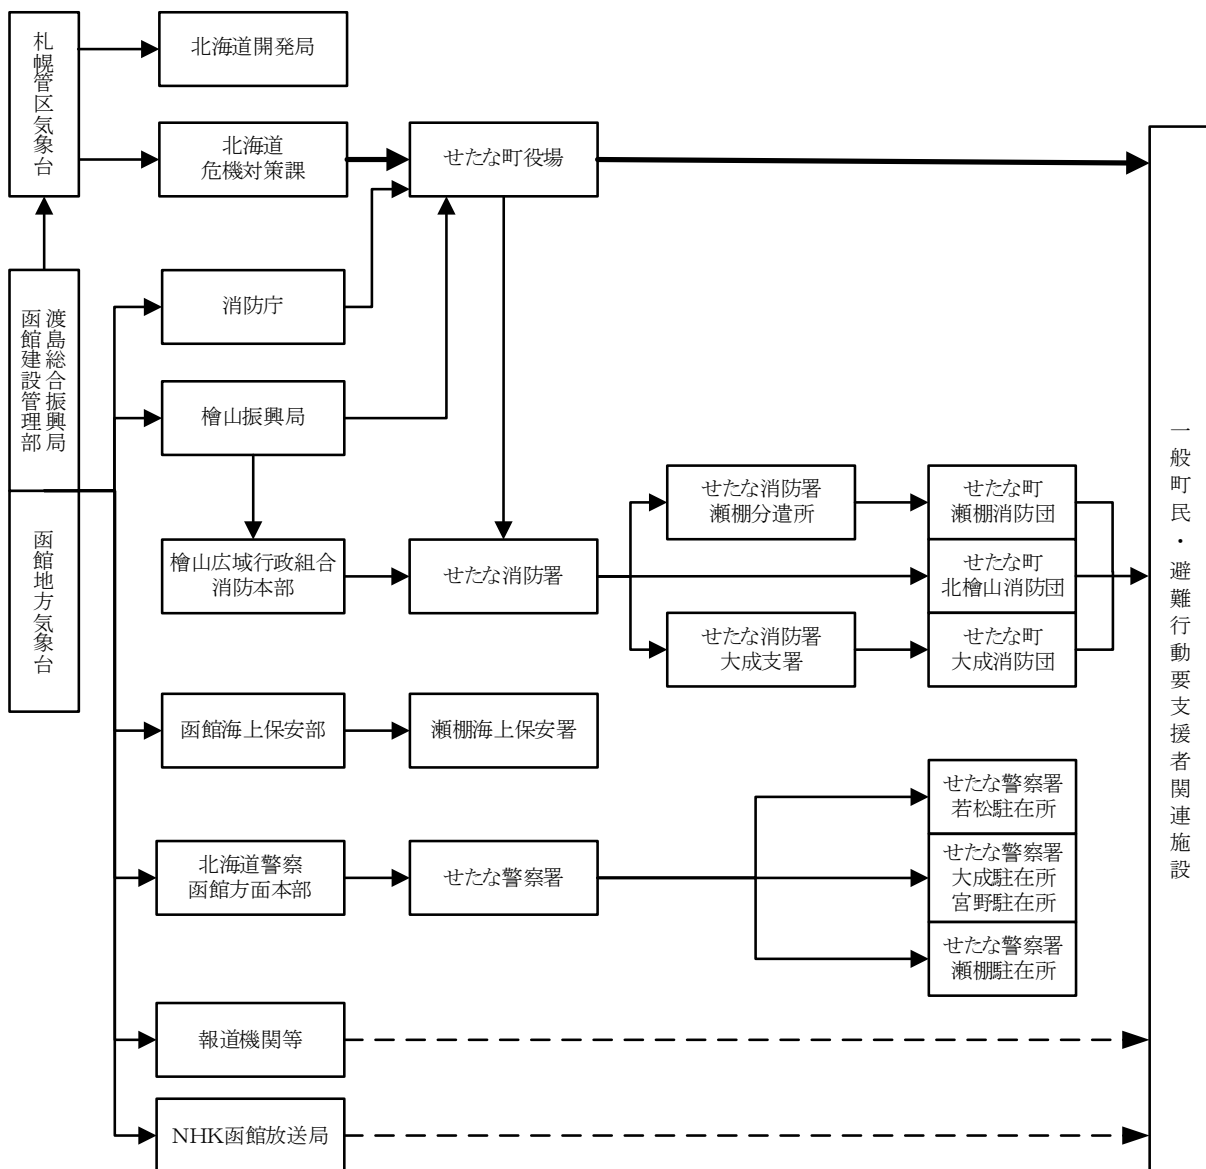 札幌管区気象台
北海道開発局
北海道
危機対策課
せたな町役場
渡島総合振興局
函館建設管理部
函館地方気象台
消防庁
檜山振興局
檜山広域行政組合
消防本部
せたな消防署
せたな消防署
瀬棚分遣所
せたな消防署
大成支署
せたな町
瀬棚消防団
せたな町
北檜山消防団
せたな町
大成消防団
函館海上保安部
瀬棚海上保安署
北海道警察
函館方面本部
せたな警察署
せたな警察署
若松駐在所
せたな警察署
大成駐在所
宮野駐在所
せたな警察署
瀬棚駐在所
報道機関等
NHK函館放送局
一般町民・避難行動要支援者関連施設